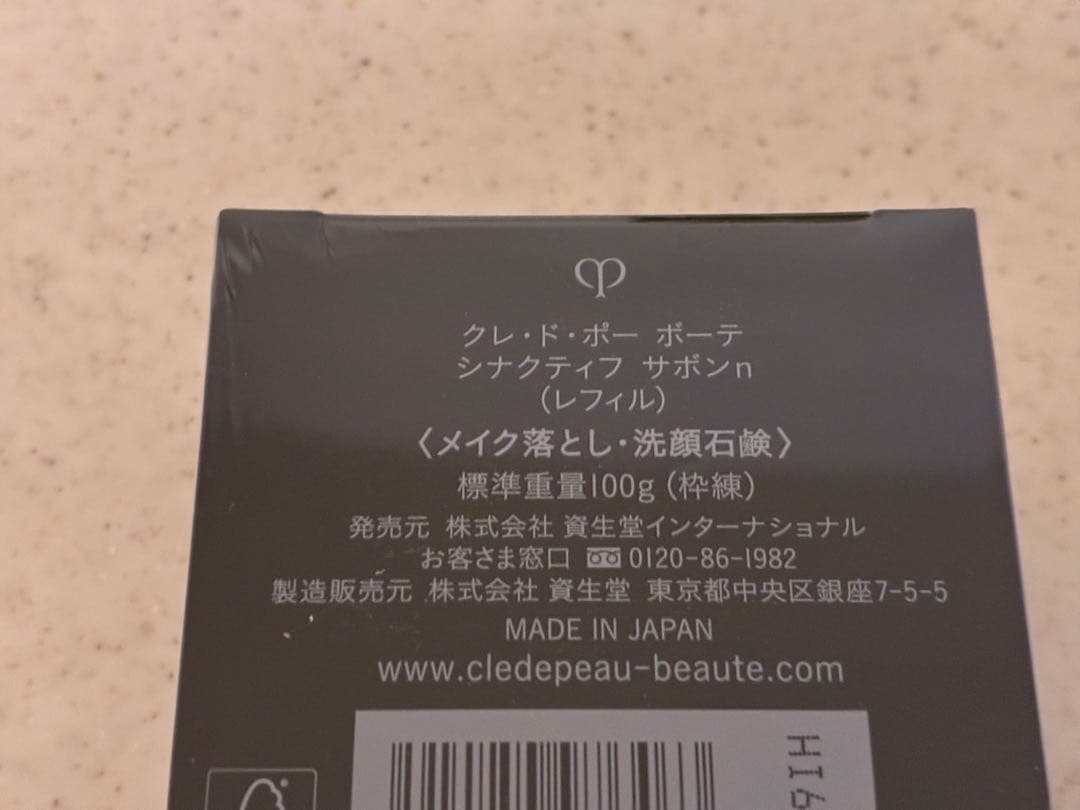 クレ・ド・ポー ボーテ
シナクティフ サボンn
(レフィル)
〈メイク落とし・洗顔石鹸〉
標準重量100g (枠練)
発売元 株式会社 資生堂インターナショナル
お客さま窓口 0120-86-1982
製造販売元 株式会社 資生堂 東京都中央区銀座7-5-5
MADE IN JAPAN
www.cledepeau-beaute.com